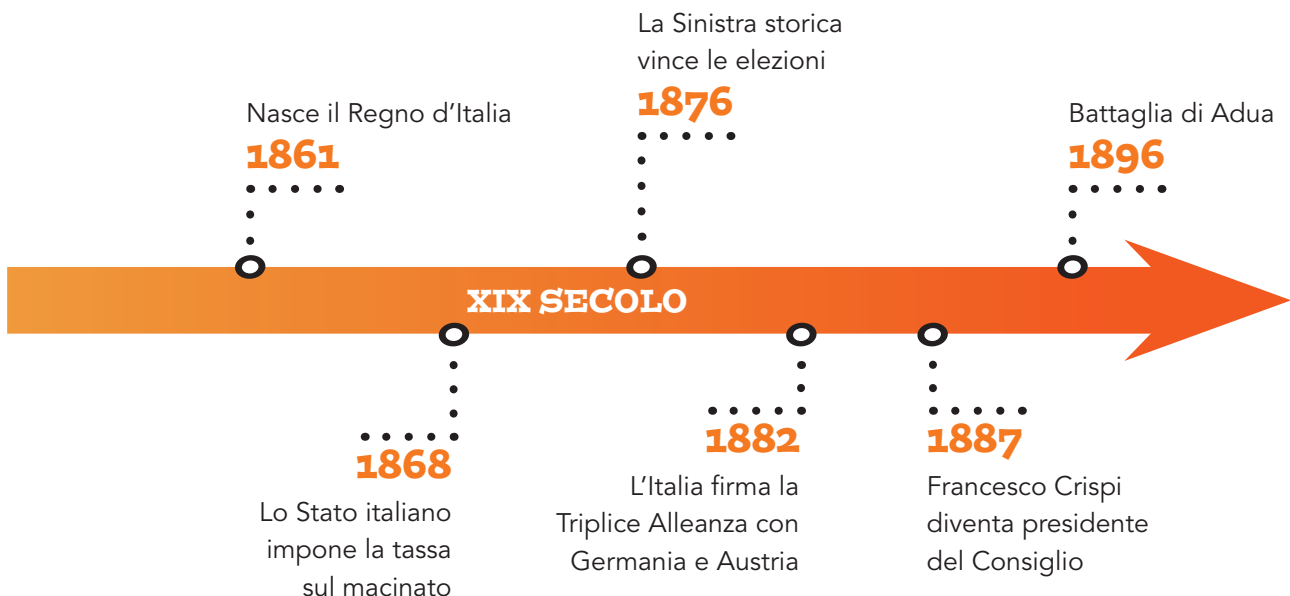 La Sinistra storica
vince le elezioni
1876
Nasce il Regno d'Italia
1861
Battaglia di Adua
1896
XIX SECOLO
1868
Lo Stato italiano
impone la tassa
sul macinato
1882
L'Italia firma la
Triplice Alleanza con
Germania e Austria
1887
Francesco Crispi
diventa presidente
del Consiglio